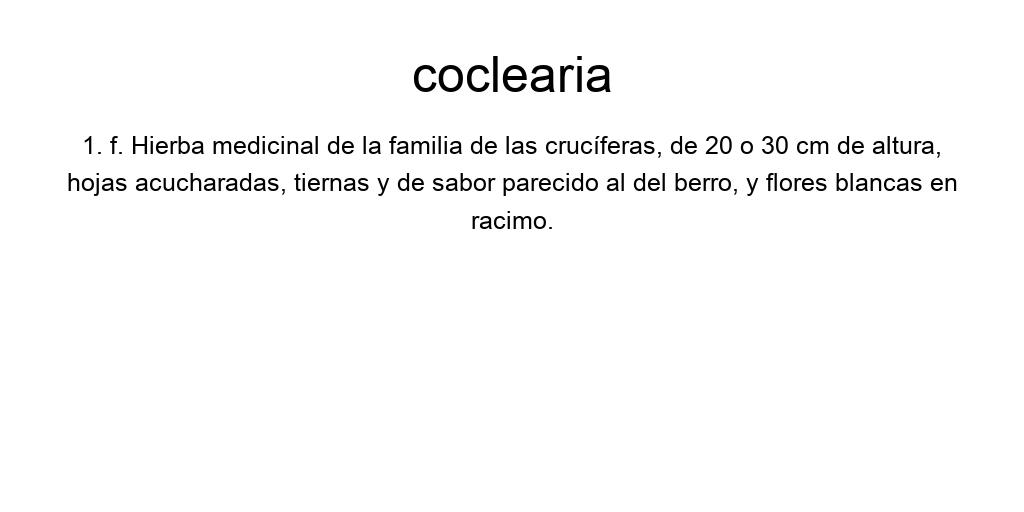 coclearia
1. f. Hierba medicinal de la familia de las crucíferas, de 20 o 30 cm de altura,
hojas acucharadas, tiernas y de sabor parecido al del berro, y flores blancas en
racimo.